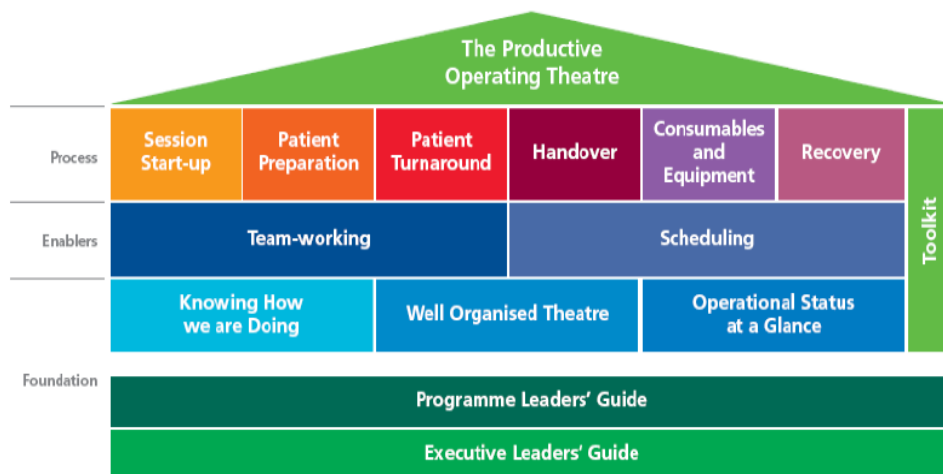 The Productive
Operating Theatre
Process
Session
Start-up
Patient
Preparation
Patient
Turnaround
Handover
Consumables
and
Equipment
Recovery
Toolkit
Enablers
Team-working
Scheduling
Knowing How
we are Doing
Well Organised Theatre
Operational Status
at a Glance
Foundation
Programme Leaders' Guide
Executive Leaders' Guide